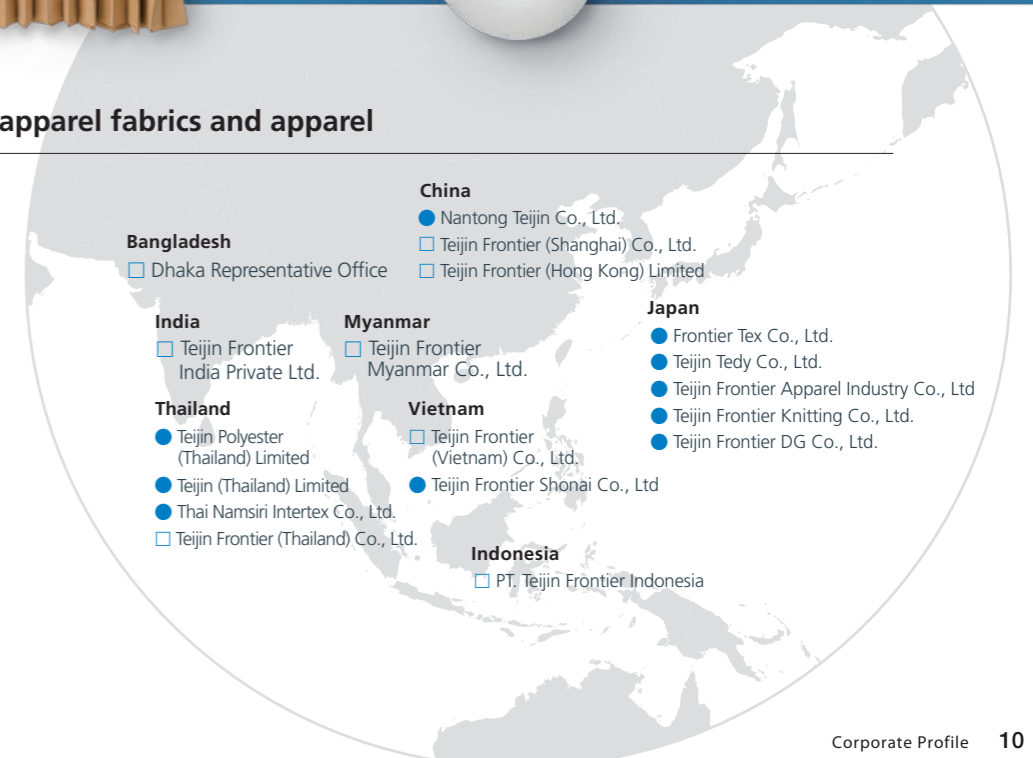 apparel fabrics and apparel
China
● Nantong Teijin Co., Ltd.
□ Teijin Frontier (Shanghai) Co., Ltd.
□ Teijin Frontier (Hong Kong) Limited
Bangladesh
□ Dhaka Representative Office
India
□ Teijin Frontier
India Private Ltd.
Myanmar
□ Teijin Frontier
Myanmar Co., Ltd.
Japan
● Frontier Tex Co., Ltd.
● Teijin Tedy Co., Ltd.
● Teijin Frontier Apparel Industry Co., Ltd
● Teijin Frontier Knitting Co., Ltd.
● Teijin Frontier DG Co., Ltd.
Thailand
● Teijin Polyester
(Thailand) Limited
● Teijin (Thailand) Limited
● Thai Namsiri Intertex Co., Ltd.
□ Teijin Frontier (Thailand) Co., Ltd.
Vietnam
□ Teijin Frontier
(Vietnam) Co., Ltd.
● Teijin Frontier Shonai Co., Ltd
Indonesia
□ PT. Teijin Frontier Indonesia
Corporate Profile 10